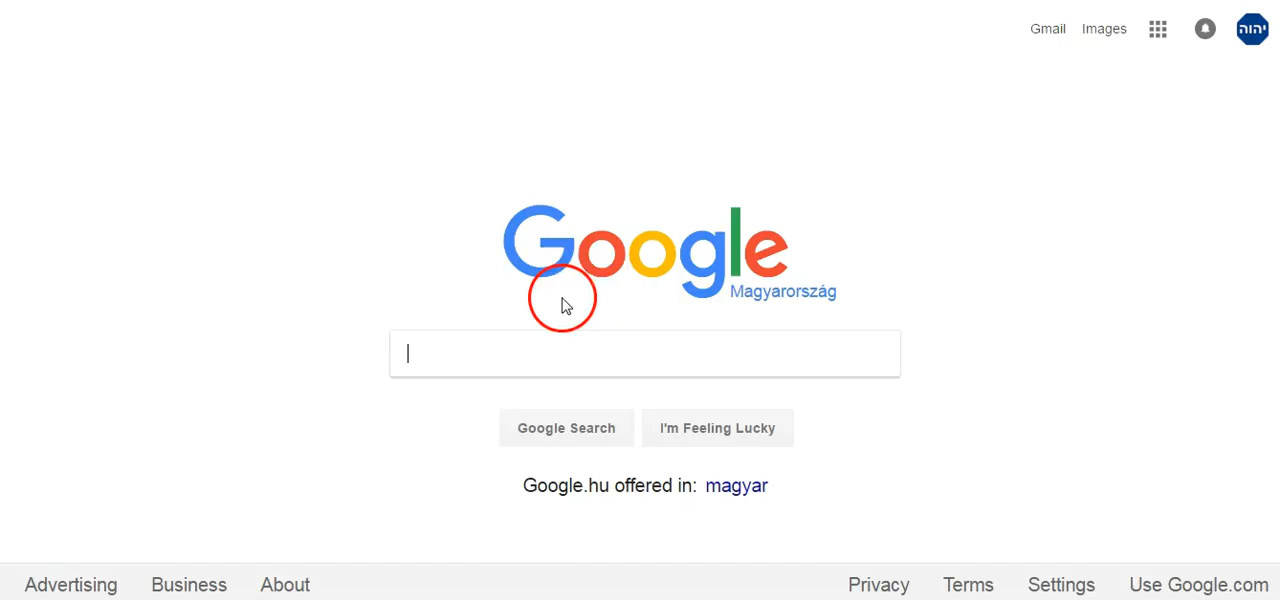 Gmail Images
יהוה
Google
Magyarország
Google Search I'm Feeling Lucky
Google.hu offered in: magyar
Advertising Business About Privacy Terms Settings Use Google.com